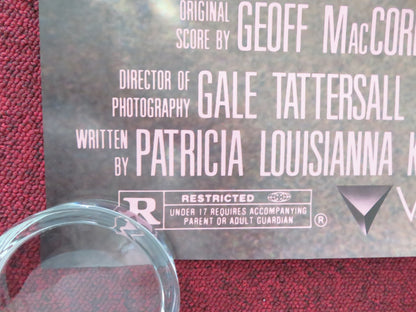 ORIGINAL
SCORE BY GEOFF MACCOR
DIRECTOR OF
PHOTOGRAPHY GALE TATTERSALL
WRITTEN
BY PATRICIA LOUISIANNA K
R RESTRICTED
UNDER 17 REQUIRES ACCOMPANYING
PARENT OR ADULT GUARDIAN ®
V